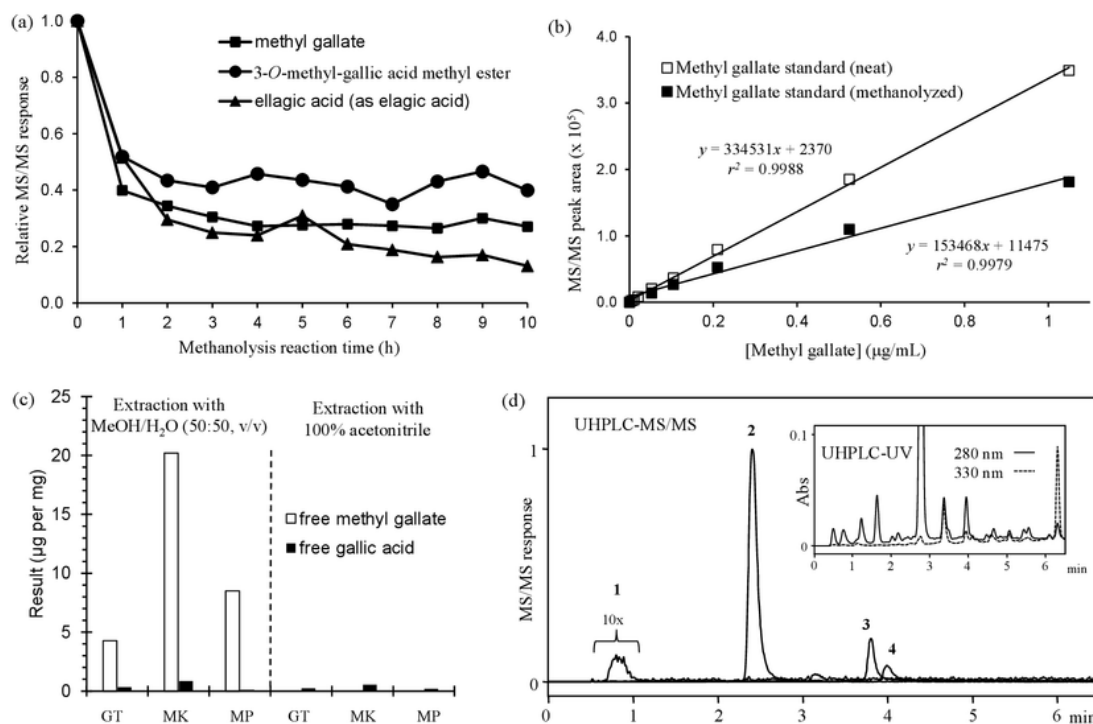 (a)
Relative MS/MS response
1.0
0.8
0.6
0.4
0.2
0.0
methyl gallate
3-O-methyl-gallic acid methyl ester
ellagic acid (as elagic acid)
0 1 2 3 4 5 6 7 8 9 10
Methanolysis reaction time (h)
(b)
MS/MS peak area (x 10⁵)
4.0
3.0
2.0
1.0
0.0
Methyl gallate standard (neat)
Methyl gallate standard (methanolyzed)
y = 334531x + 2370
r² = 0.9988
y = 153468x + 11475
r² = 0.9979
0 0.2 0.4 0.6 0.8 1
[Methyl gallate] (µg/mL)
(c)
Result (µg per mg)
25
20
15
10
5
0
Extraction with
MeOH/H₂O (50:50, v/v)
Extraction with
100% acetonitrile
free methyl gallate
free gallic acid
GT MK MP GT MK MP
(d)
UHPLC-MS/MS
MS/MS response
1
0
1
10x
2
3
4
0 1 2 3 4 5 6 min
UHPLC-UV
280 nm
330 nm
Abs
0.1
0
0 1 2 3 4 5 6 min